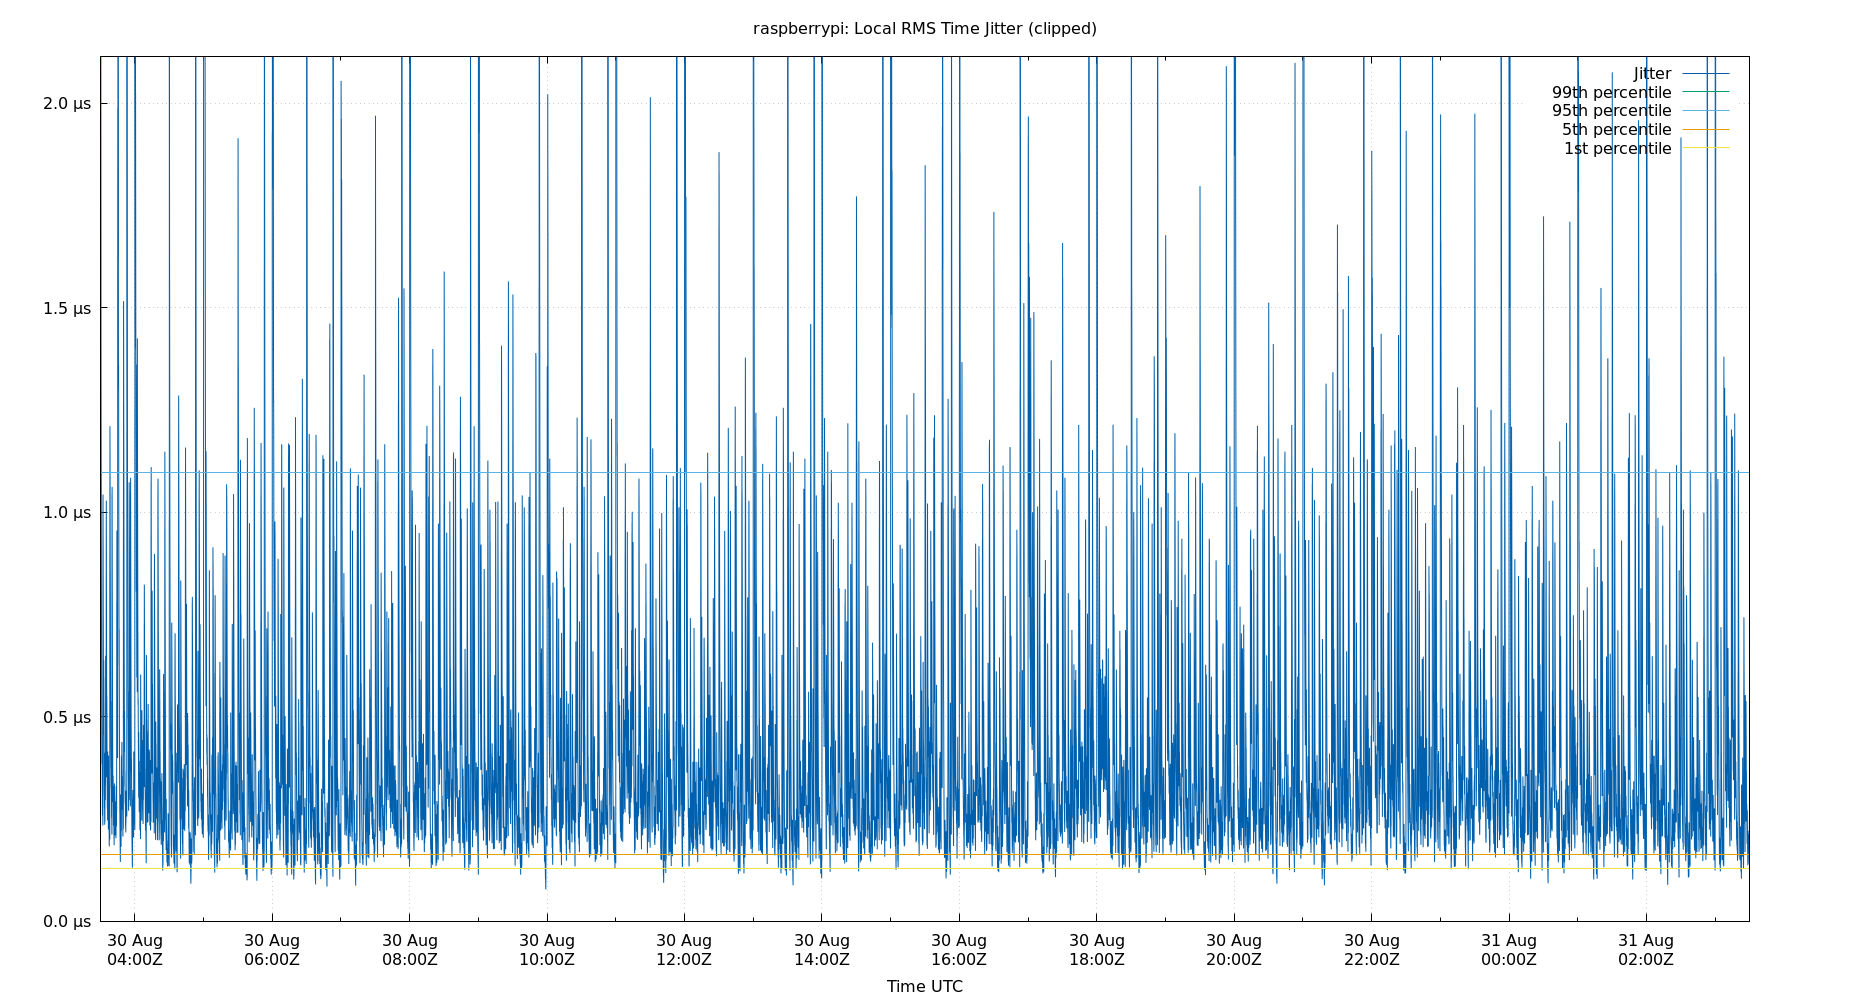 raspberrypi: Local RMS Time Jitter (clipped)
Jitter
99th percentile
95th percentile
5th percentile
1st percentile
2.0 µs
1.5 µs
1.0 µs
0.5 µs
0.0 µs
30 Aug 30 Aug 30 Aug 30 Aug 30 Aug 30 Aug 30 Aug 30 Aug 30 Aug 30 Aug 31 Aug 31 Aug
04:00Z 06:00Z 08:00Z 10:00Z 12:00Z 14:00Z 16:00Z 18:00Z 20:00Z 22:00Z 00:00Z 02:00Z
Time UTC